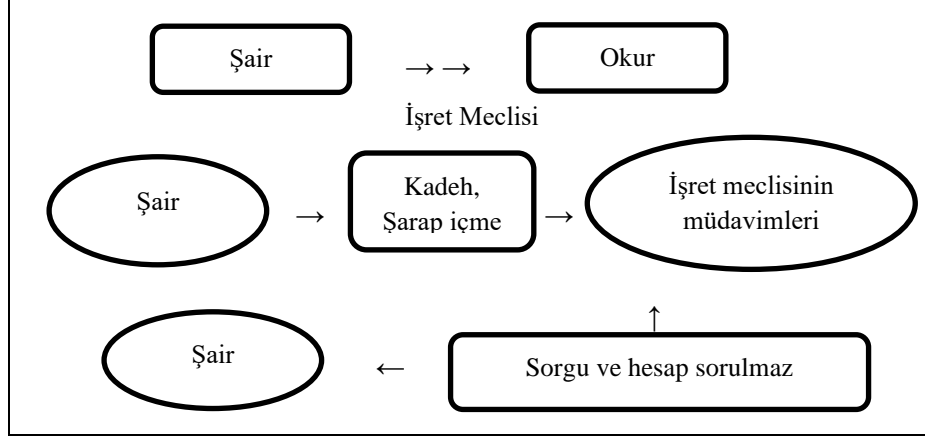 Şair → → Okur
İşret Meclisi
Şair → Kadeh, Şarap içme → İşret meclisinin müdavimleri
↑
Şair ← Sorgu ve hesap sorulmaz